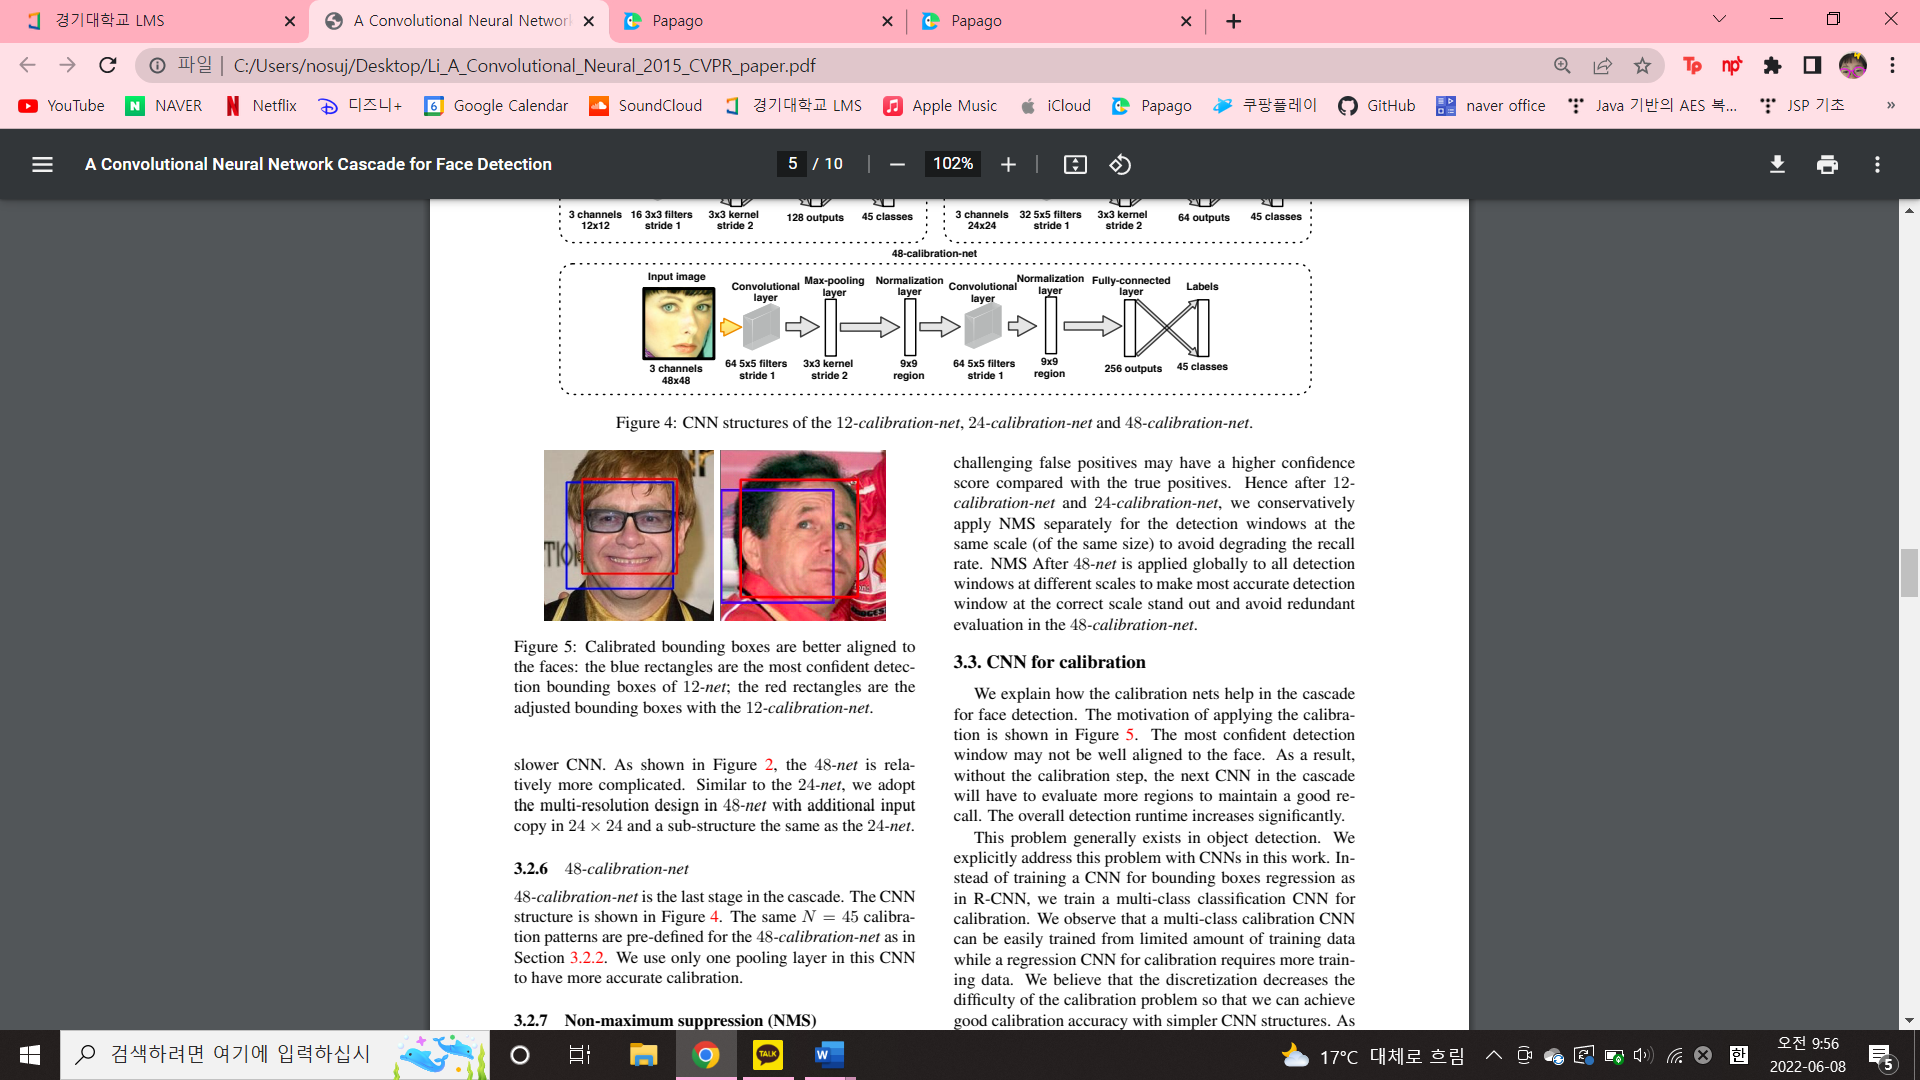 경기대학교 LMS
A Convolutional Neural Network
Papago
Papago
파일 | C:/Users/nosuj/Desktop/Li_A_Convolutional_Neural_2015_CVPR_paper.pdf
YouTube
NAVER
Netflix
디즈니+
Google Calendar
SoundCloud
경기대학교 LMS
Apple Music
iCloud
Papago
쿠팡플레이
GitHub
naver office
Java 기반의 AES 복...
JSP 기초
»
A Convolutional Neural Network Cascade for Face Detection
5 / 10
102%
3 channels 16 3x3 filters 3x3 kernel 128 outputs 45 classes
12x12 stride 1 stride 2
3 channels 32 5x5 filters 3x3 kernel 64 outputs 45 classes
24x24 stride 1 stride 2
48-calibration-net
Input image
Convolutional layer
Max-pooling layer
Normalization layer
Convolutional layer
Normalization layer
Fully-connected layer
Labels
3 channels
48x48
64 5x5 filters
stride 1
3x3 kernel
stride 2
9x9
region
64 5x5 filters
stride 1
9x9
region
256 outputs
45 classes
Figure 4: CNN structures of the 12-calibration-net, 24-calibration-net and 48-calibration-net.
Figure 5: Calibrated bounding boxes are better aligned to
the faces: the blue rectangles are the most confident detec-
tion bounding boxes of 12-net; the red rectangles are the
adjusted bounding boxes with the 12-calibration-net.
slower CNN. As shown in Figure 2, the 48-net is rela-
tively more complicated. Similar to the 24-net, we adopt
the multi-resolution design in 48-net with additional input
copy in 24 × 24 and a sub-structure the same as the 24-net.
3.2.6 48-calibration-net
48-calibration-net is the last stage in the cascade. The CNN
structure is shown in Figure 4. The same N = 45 calibra-
tion patterns are pre-defined for the 48-calibration-net as in
Section 3.2.2. We use only one pooling layer in this CNN
to have more accurate calibration.
3.2.7 Non-maximum suppression (NMS)
challenging false positives may have a higher confidence
score compared with the true positives. Hence after 12-
calibration-net and 24-calibration-net, we conservatively
apply NMS separately for the detection windows at the
same scale (of the same size) to avoid degrading the recall
rate. NMS After 48-net is applied globally to all detection
windows at different scales to make most accurate detection
window at the correct scale stand out and avoid redundant
evaluation in the 48-calibration-net.
3.3. CNN for calibration
We explain how the calibration nets help in the cascade
for face detection. The motivation of applying the calibra-
tion is shown in Figure 5. The most confident detection
window may not be well aligned to the face. As a result,
without the calibration step, the next CNN in the cascade
will have to evaluate more regions to maintain a good re-
call. The overall detection runtime increases significantly.
This problem generally exists in object detection. We
explicitly address this problem with CNNs in this work. In-
stead of training a CNN for bounding boxes regression as
in R-CNN, we train a multi-class classification CNN for
calibration. We observe that a multi-class calibration CNN
can be easily trained from limited amount of training data
while a regression CNN for calibration requires more train-
ing data. We believe that the discretization decreases the
difficulty of the calibration problem so that we can achieve
good calibration accuracy with simpler CNN structures. As
검색하려면 여기에 입력하십시
TALK
17°C 대체로 흐림
한
오전 9:56
2022-06-08
5